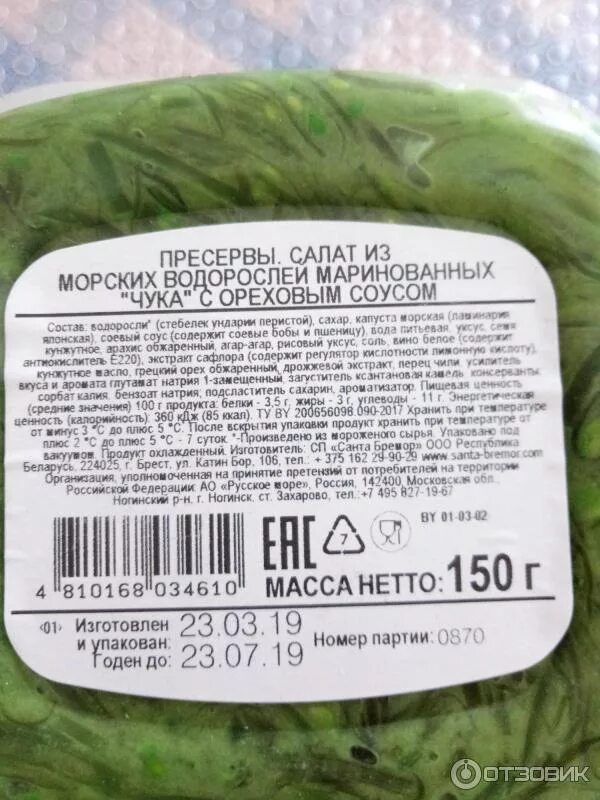 ПРЕСЕРВЫ. САЛАТ ИЗ
МОРСКИХ ВОДОРОСЛЕЙ МАРИНОВАННЫХ
"ЧУКА" С ОРЕХОВЫМ СОУСОМ
Состав: водоросли* (стебелек ундарии перистой), сахар, капуста морская (ламинария
японская), соевый соус (содержит соевые бобы и пшеницу), вода питьевая, уксус, семя
кунжутное, арахис обжаренный, агар-агар, рисовый уксус, соль, вино белое (содержит
антиокислитель Е220), экстракт сафлора (содержит регулятор кислотности лимонную кислоту),
кунжутное масло, грецкий орех обжаренный, дрожжевой экстракт, перец чили, усилитель
вкуса и аромата глутамат натрия 1-замещенный, загуститель ксантановая камедь, консерванты:
сорбат калия, бензоат натрия, подсластитель сахарин, ароматизатор. Пищевая ценность
(средние значения) 100 г продукта: белки - 3,5 г, жиры - 3 г, углеводы - 11 г. Энергетическая
ценность (калорийность): 360 кДж (85 ккал). ТУ BY 200656098.090-2017 Хранить при температуре
от минус 3 °С до плюс 5 °С. После вскрытия упаковки продукт хранить при температуре от
плюс 2 °С до плюс 5 °С - 7 суток *-Произведено из мороженого сырья. Упаковано под
вакуумом. Продукт охлажденный. Изготовитель: СП «Санта Бремор» ООО Республика
Беларусь, 224025, г. Брест, ул. Катин Бор, 106, тел.: + 375 162 29-90-29 www.santa-bremor.com
Организация, уполномоченная на принятие претензий от потребителей на территории
Российской Федерации: АО «Русское море», Россия, 142400, Московская обл.,
Ногинский р-н, г. Ногинск, ст. Захарово, тел.:+7 495 827-19-67
ЕАС 7 BY 01-03-02
4 810168 034610
МАССА НЕТТО: 150 г
‹01› Изготовлен 23.03.19
и упакован:
Номер партии: 0870
Годен до: 23.07.19
ОТЗОВИК